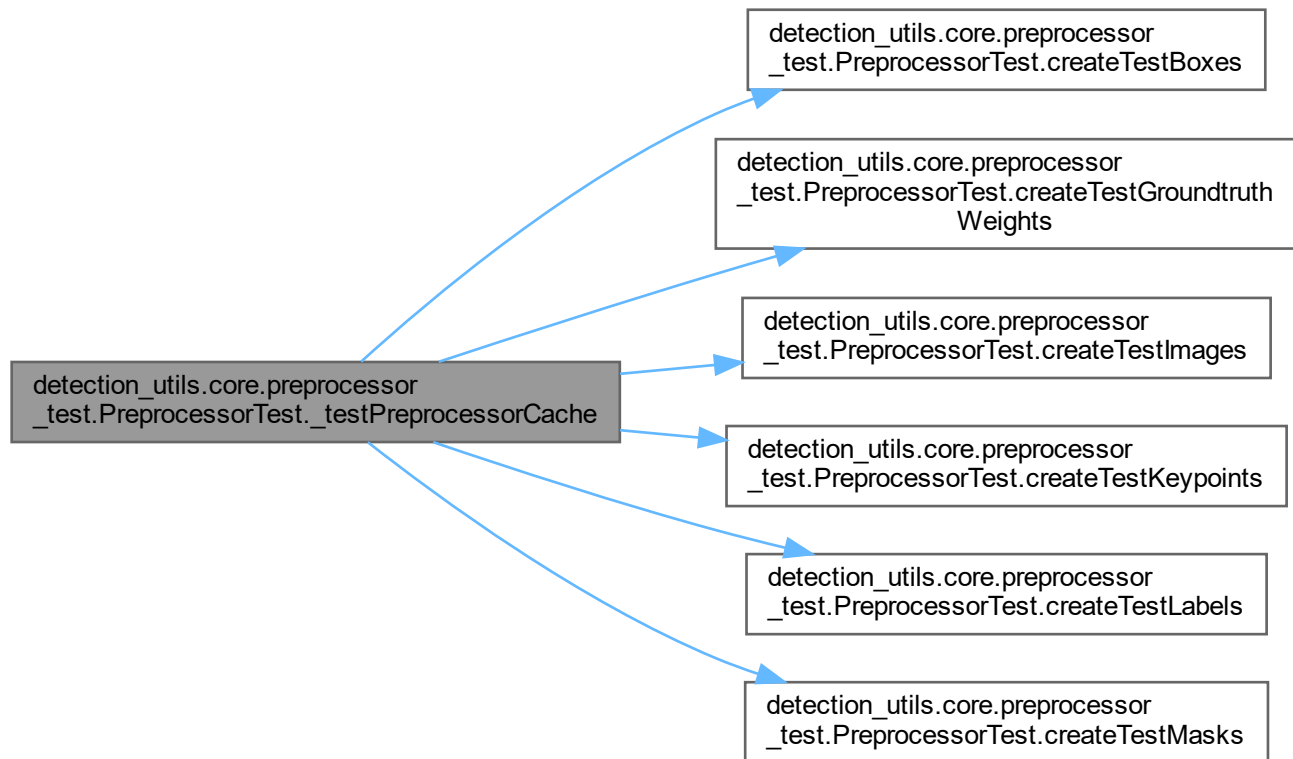 detection_utils.core.preprocessor
_test.PreprocessorTest.createTestBoxes
detection_utils.core.preprocessor
_test.PreprocessorTest.createTestGroundtruth
Weights
detection_utils.core.preprocessor
_test.PreprocessorTest.createTestImages
detection_utils.core.preprocessor
_test.PreprocessorTest._testPreprocessorCache
detection_utils.core.preprocessor
_test.PreprocessorTest.createTestKeypoints
detection_utils.core.preprocessor
_test.PreprocessorTest.createTestLabels
detection_utils.core.preprocessor
_test.PreprocessorTest.createTestMasks